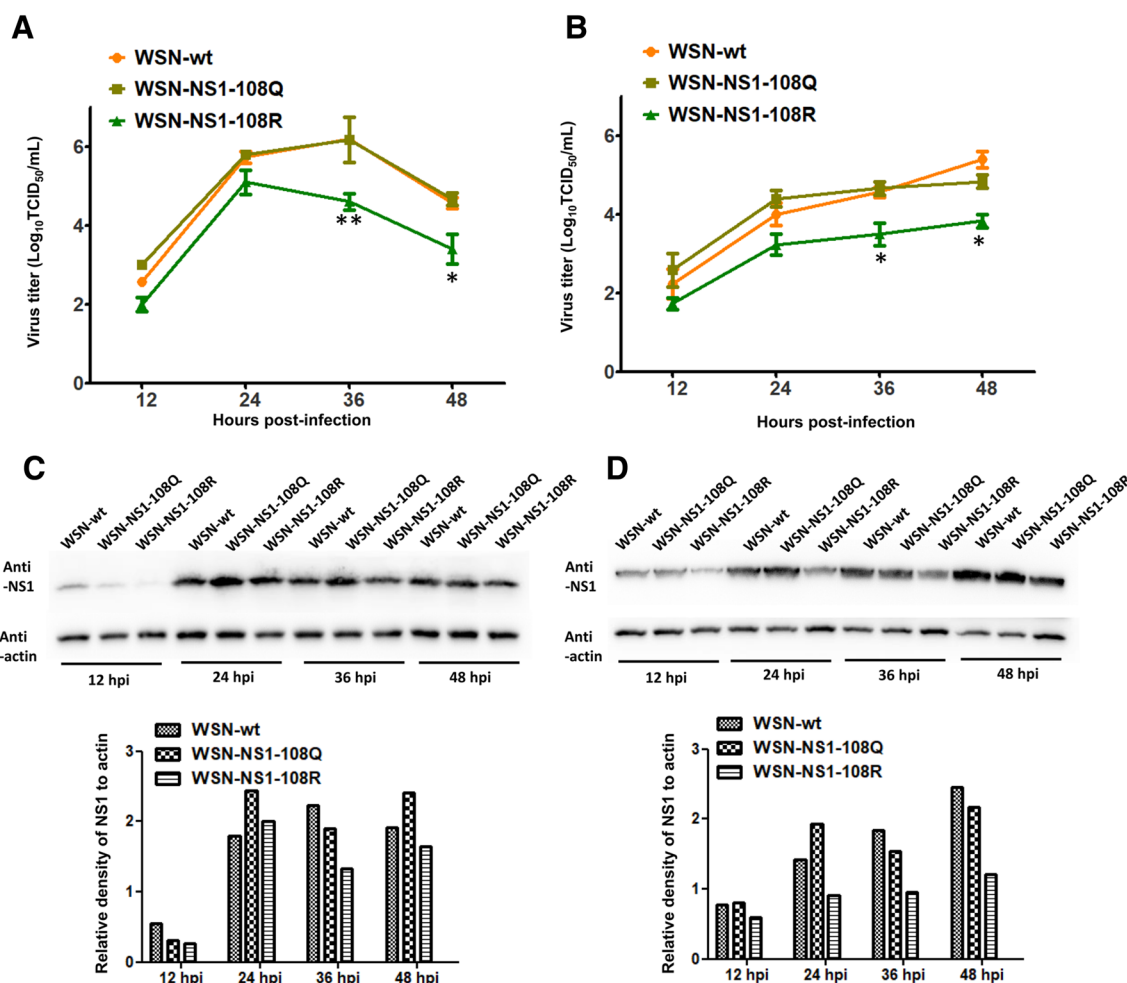 A
WSN-wt
WSN-NS1-108Q
WSN-NS1-108R
Virus titer (Log10TCID50/mL)
6
4
2
0
**
*
12 24 36 48
Hours post-infection
B
WSN-wt
WSN-NS1-108Q
WSN-NS1-108R
Virus titer (Log10TCID50/mL)
6
4
2
0
*
*
12 24 36 48
Hours post-infection
C
WSN-wt
WSN-NS1-108Q
WSN-NS1-108R
WSN-wt
WSN-NS1-108Q
WSN-NS1-108R
WSN-wt
WSN-NS1-108Q
WSN-NS1-108R
WSN-wt
WSN-NS1-108Q
WSN-NS1-108R
Anti
-NS1
Anti
-actin
12 hpi 24 hpi 36 hpi 48 hpi
WSN-wt
WSN-NS1-108Q
WSN-NS1-108R
Relative density of NS1 to actin
3
2
1
0
12 hpi 24 hpi 36 hpi 48 hpi
D
WSN-wt
WSN-NS1-108Q
WSN-NS1-108R
WSN-wt
WSN-NS1-108Q
WSN-NS1-108R
WSN-wt
WSN-NS1-108Q
WSN-NS1-108R
WSN-wt
WSN-NS1-108Q
WSN-NS1-108R
Anti
-NS1
Anti
-actin
12 hpi 24 hpi 36 hpi 48 hpi
WSN-wt
WSN-NS1-108Q
WSN-NS1-108R
Relative density of NS1 to actin
3
2
1
0
12 hpi 24 hpi 36 hpi 48 hpi